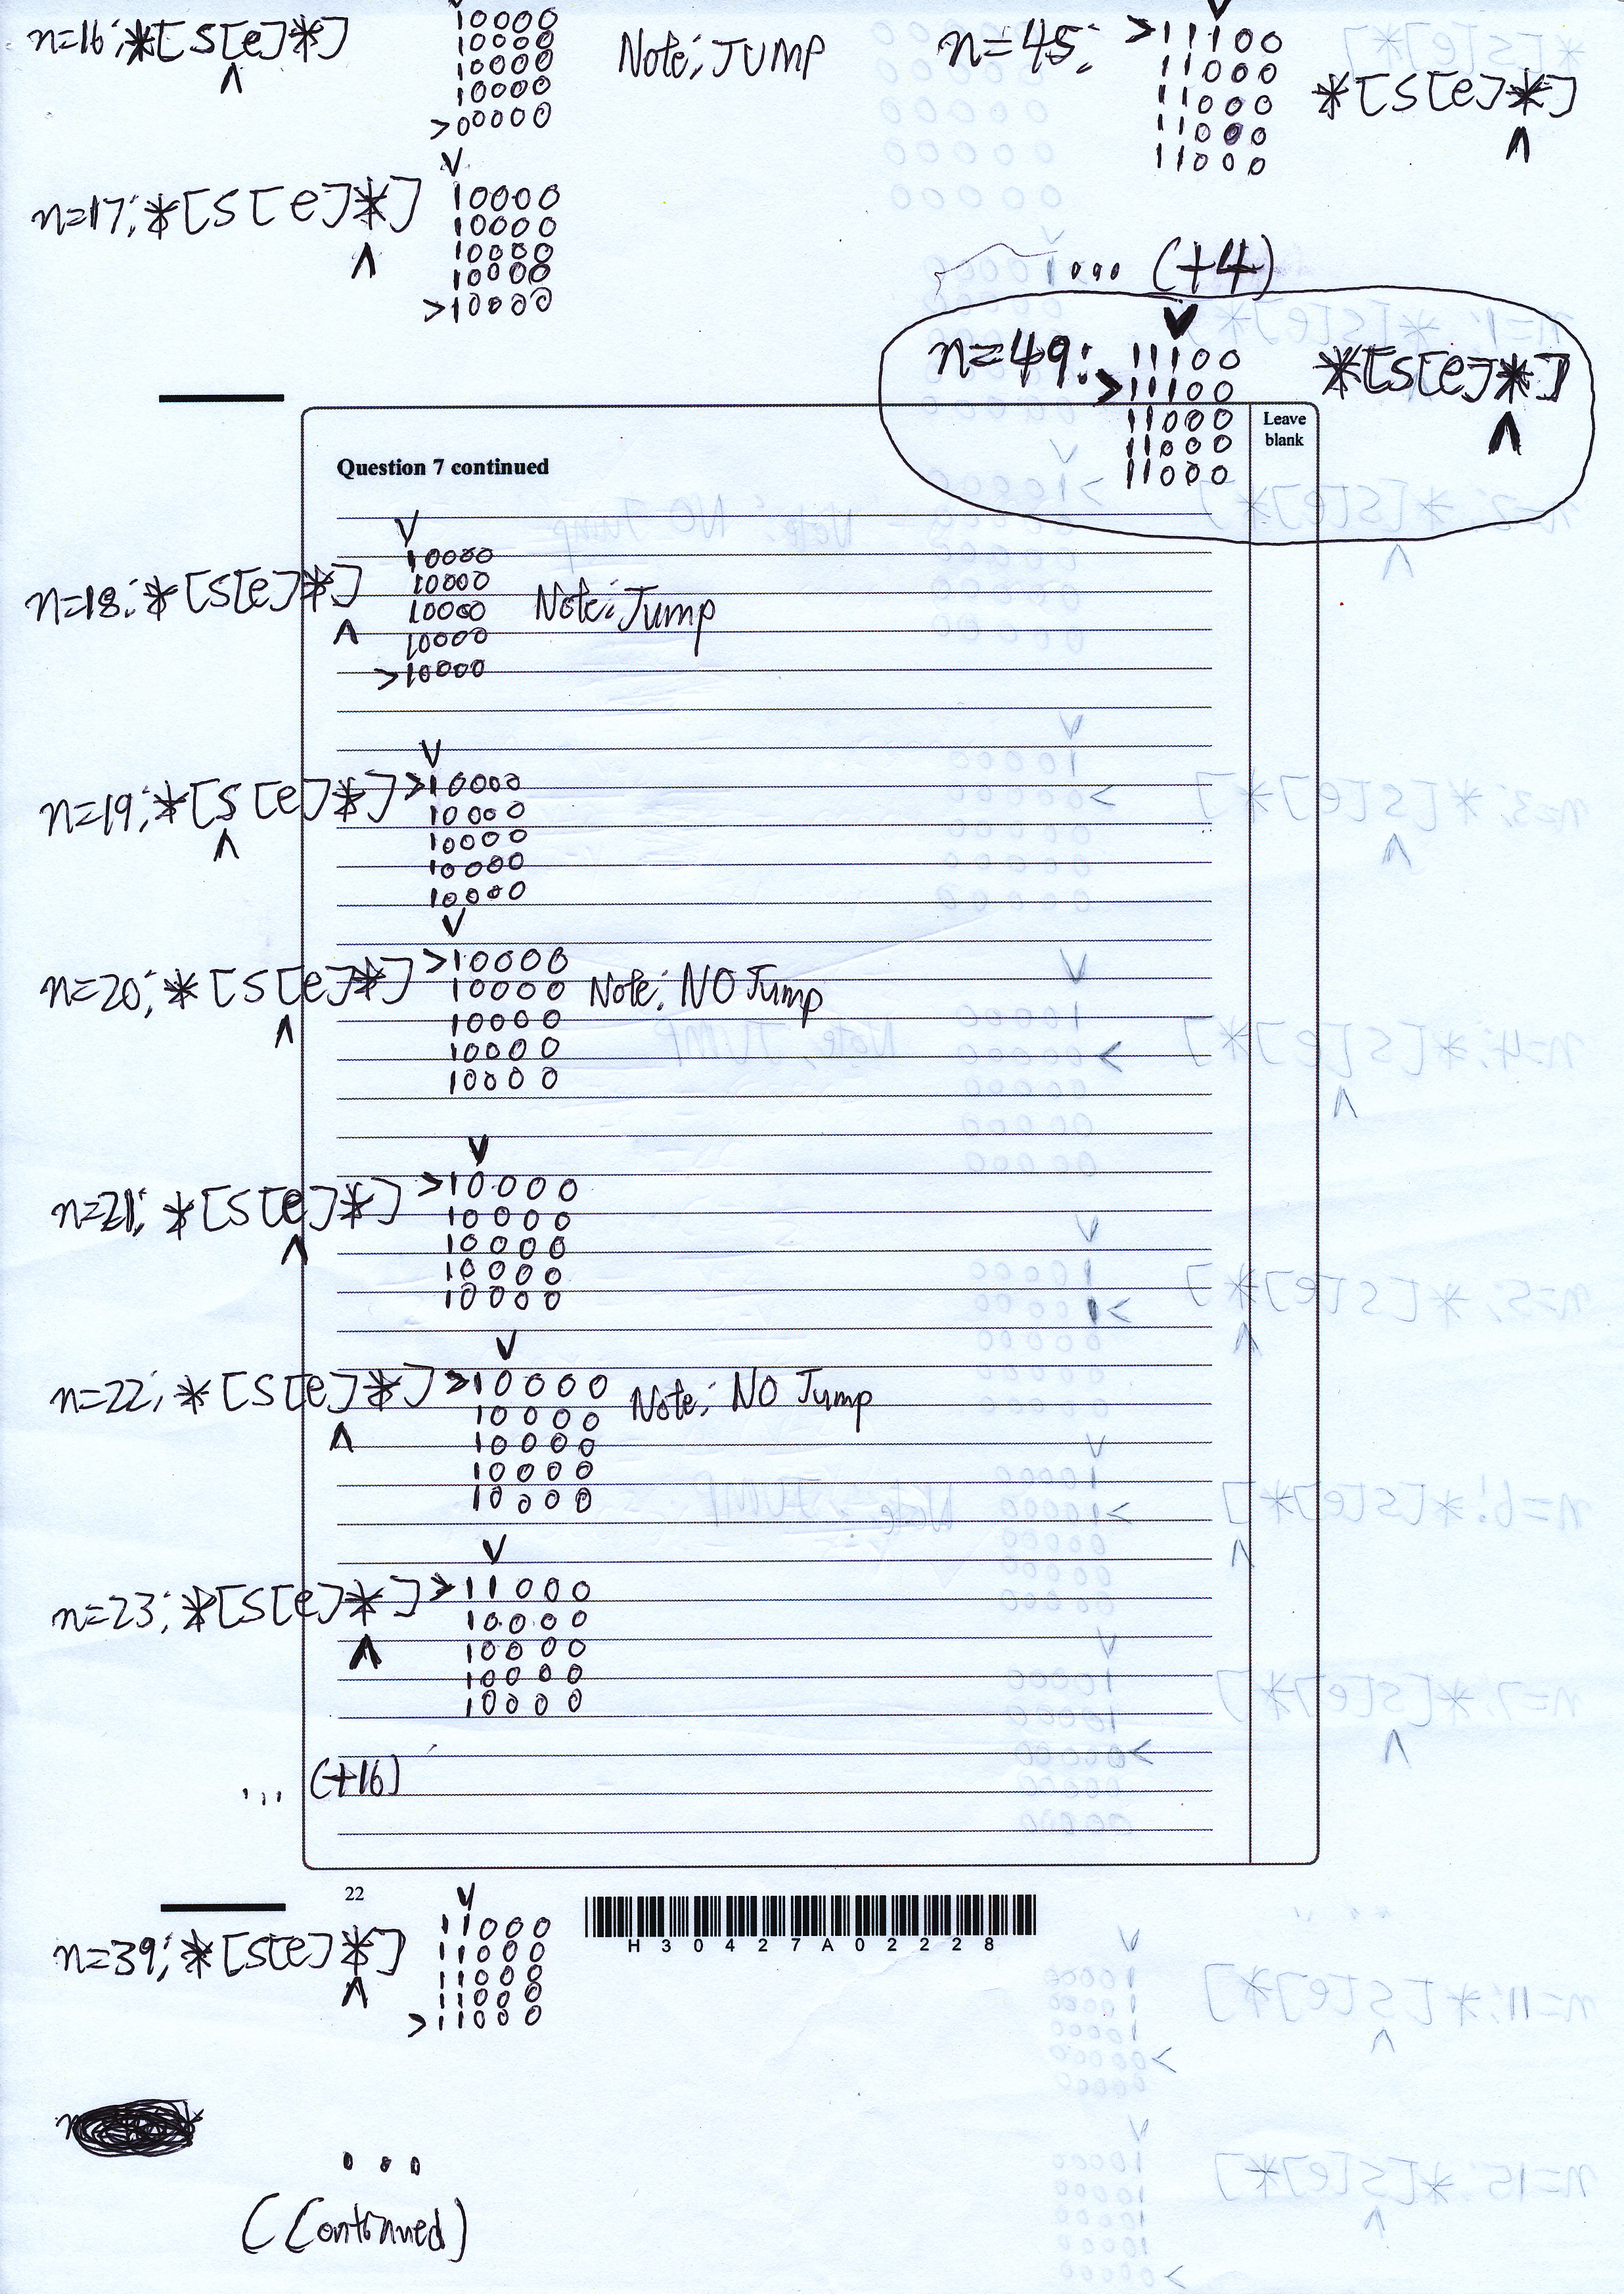 n=16; *[s[e]*]
^
10000
10000
10000
10000
>00000
Note; JUMP
n=17; *[s[e]*]
^
v
10000
10000
10000
10000
>10000
n=45;
v
>11100
11000
11000
11000
11000
*[s[e]*]
^
... (+4)
n=49:
v
11100
>11100
11000
11000
11000
*[s[e]*]
^
Leave
blank
Question 7 continued
n=18: *[s[e]*]
^
v
10000
10000
10000
10000
>10000
Note: Jump
n=19; *[s[e]*]
^
v
>10000
10000
10000
10000
10000
n=20; *[s[e]*]
^
v
>10000
10000
10000
10000
10000
Note: NO Jump
n=21; *[s[e]*]
^
v
>10000
10000
10000
10000
10000
n=22; *[s[e]*]
^
v
>10000
10000
10000
10000
10000
Note: NO Jump
n=23; *[s[e]*]
^
v
>11000
10000
10000
10000
10000
... (+16)
22
n=39; *[s[e]*]
^
v
11000
11000
11000
11000
>11000
H30427A02228
...
(Continued)